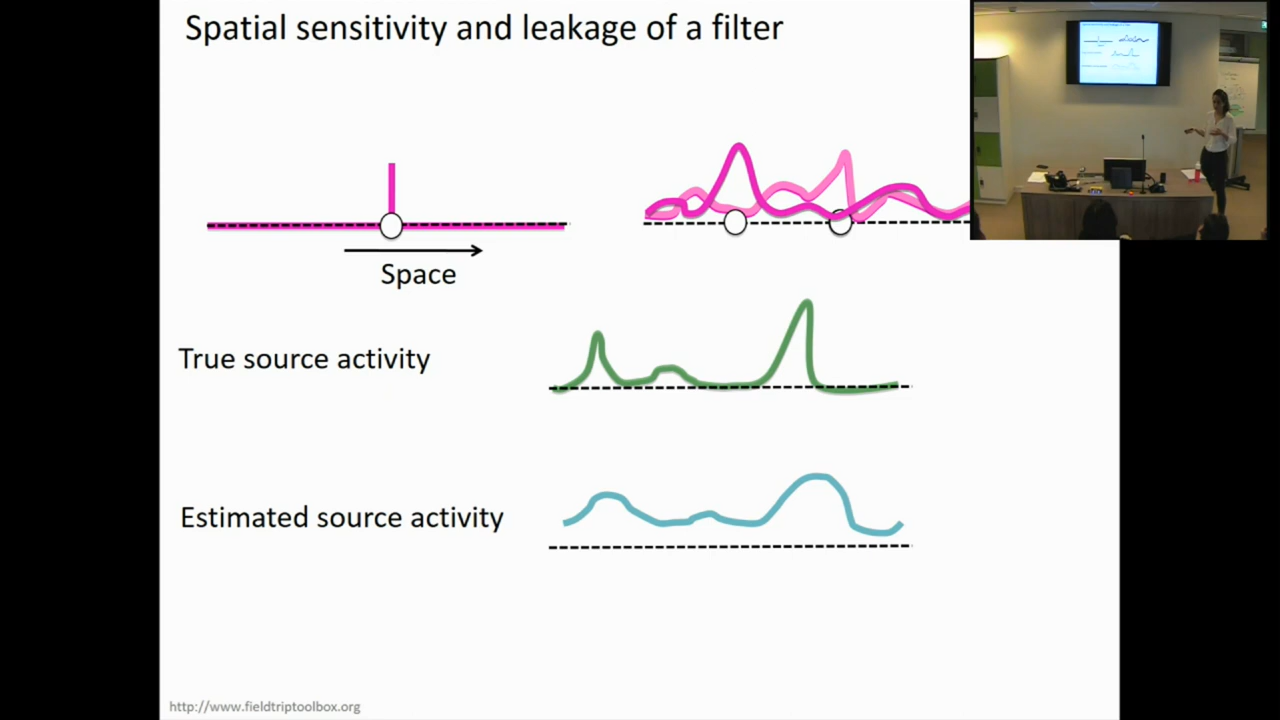 Spatial sensitivity and leakage of a filter
Space
True source activity
Estimated source activity
http://www.fieldtriptoolbox.org